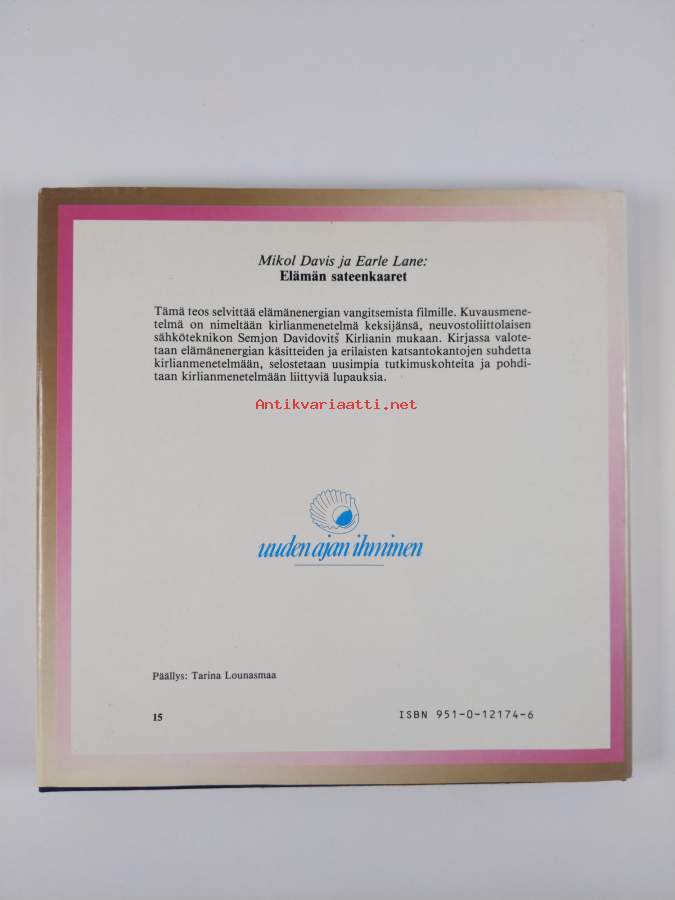 Mikol Davis ja Earle Lane:
Elämän sateenkaaret
Tämä teos selvittää elämänenergian vangitsemista filmille. Kuvausmene-
telmä on nimeltään kirlianmenetelmä keksijänsä, neuvostoliittolaisen
sähköteknikon Semjon Davidovitš Kirlianin mukaan. Kirjassa valote-
taan elämänenergian käsitteiden ja erilaisten katsantokantojen suhdetta
kirlianmenetelmään, selostetaan uusimpia tutkimuskohteita ja pohdi-
taan kirlianmenetelmään liittyviä lupauksia.
Antikvariaatti.net
uuden ajan ihminen
Päällys: Tarina Lounasmaa
15
ISBN 951-0-12174-6